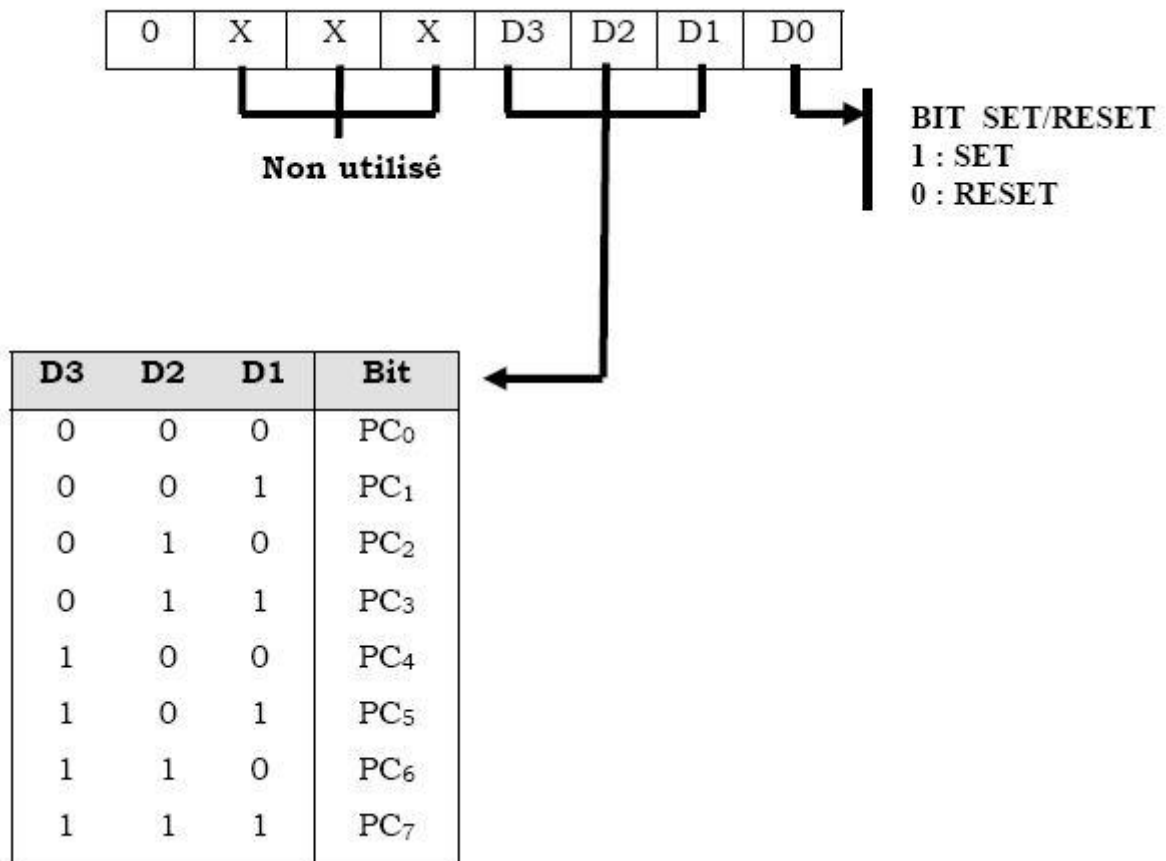 0 X X X D3 D2 D1 D0
BIT SET/RESET
1 : SET
0 : RESET
Non utilisé
D3 D2 D1 Bit
0 0 0 PC₀
0 0 1 PC₁
0 1 0 PC₂
0 1 1 PC₃
1 0 0 PC₄
1 0 1 PC₅
1 1 0 PC₆
1 1 1 PC₇